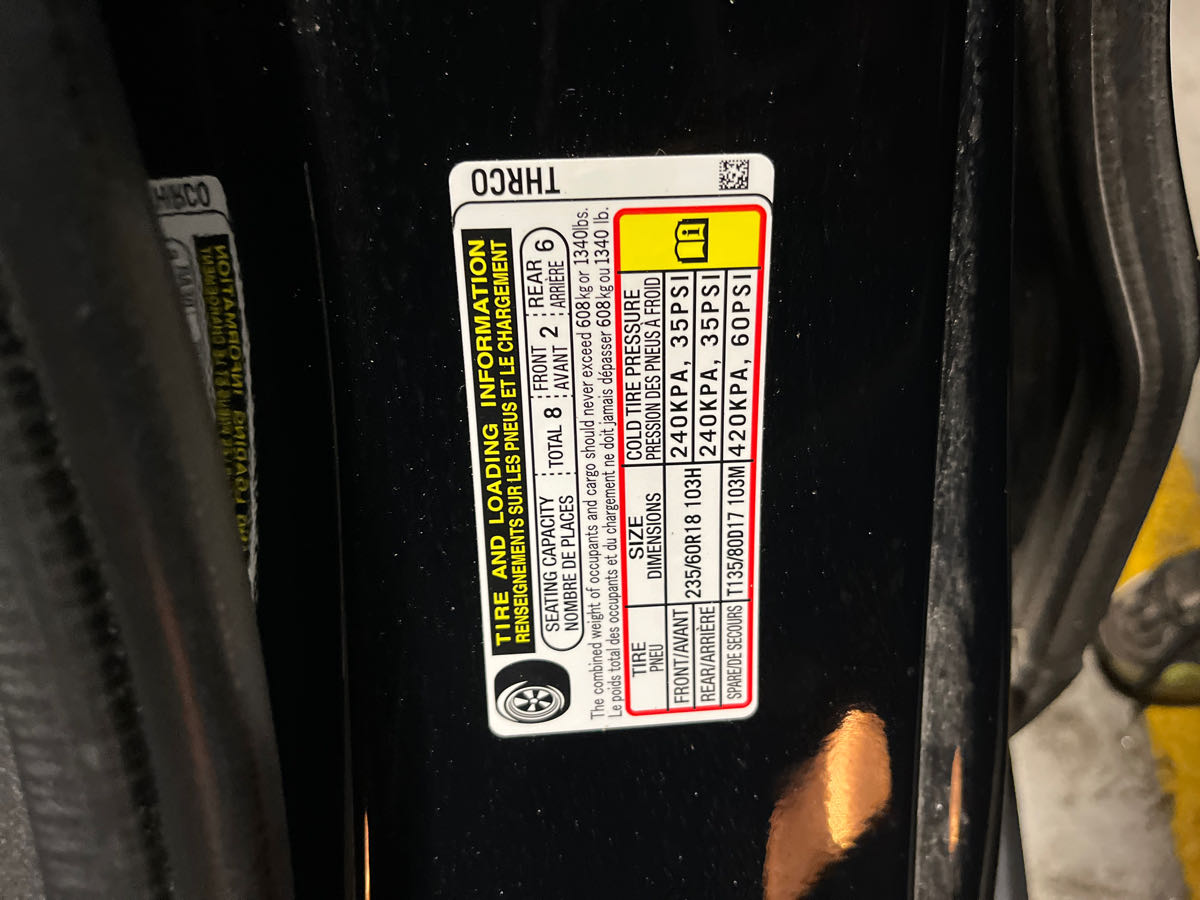 THRCO
TIRE AND LOADING INFORMATION
RENSEIGNEMENTS SUR LES PNEUS ET LE CHARGEMENT
SEATING CAPACITY TOTAL 8 FRONT 2 REAR 6
NOMBRE DE PLACES AVANT ARRIÈRE
The combined weight of occupants and cargo should never exceed 608kg or 1340lbs.
Le poids total des occupants et du chargement ne doit jamais dépasser 608kg ou 1340 lb.
TIRE SIZE COLD TIRE PRESSURE
PNEU DIMENSIONS PRESSION DES PNEUS À FROID
FRONT/AVANT 235/60R18 103H 240KPA, 35PSI
REAR/ARRIÈRE 240KPA, 35PSI
SPARE/DE SECOURS T135/80D17 103M 420KPA, 60PSI